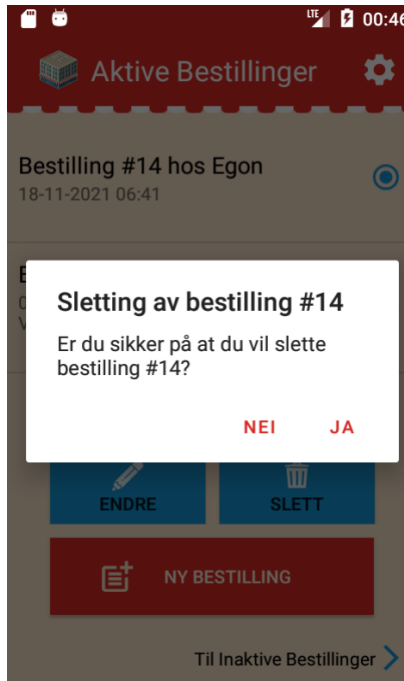 LTE 00:46
Aktive Bestillinger
Bestilling #14 hos Egon
18-11-2021 06:41
Sletting av bestilling #14
Er du sikker på at du vil slette
bestilling #14?
NEI JA
ENDRE SLETT
NY BESTILLING
Til Inaktive Bestillinger